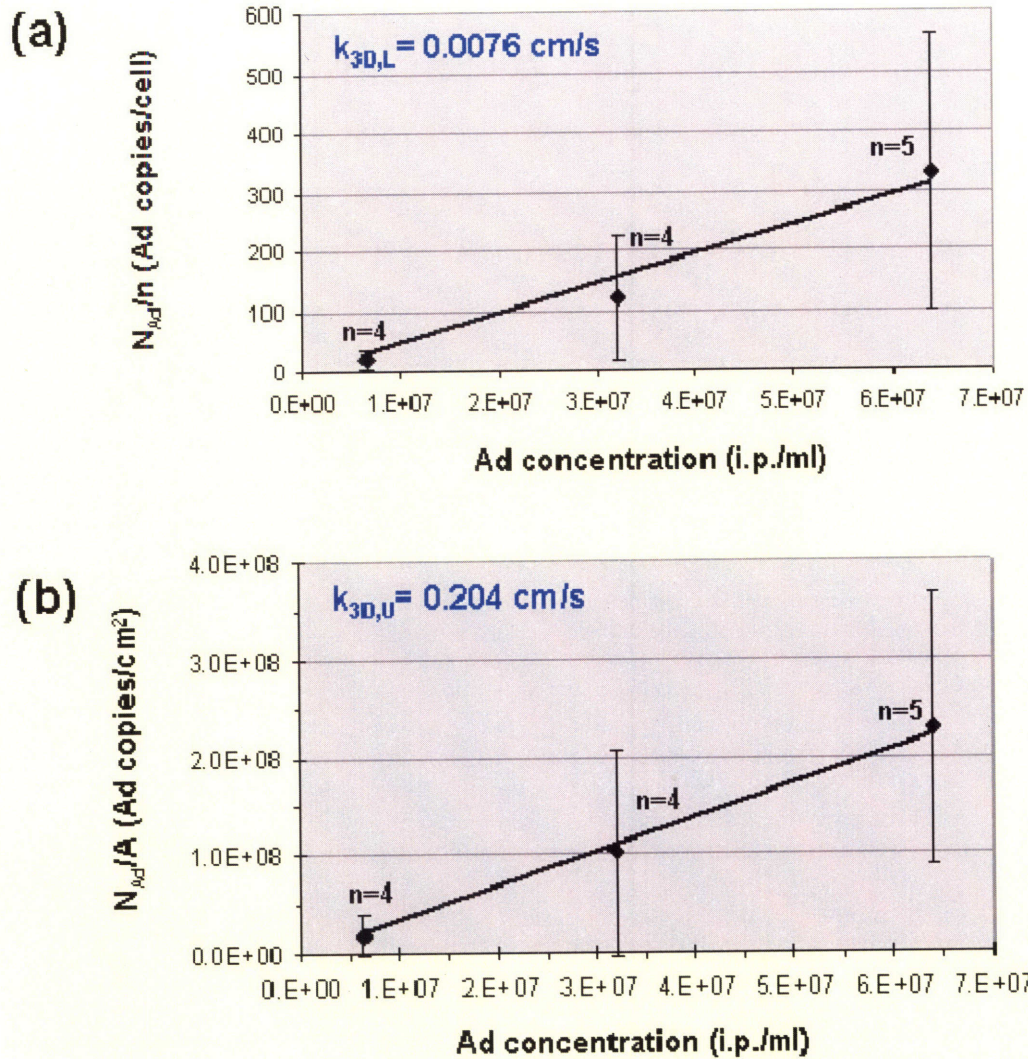 (a)
k3D,L= 0.0076 cm/s
NAd/n (Ad copies/cell)
600
500
400
300
200
100
0
n=4
n=4
n=5
0.E+00 1.E+07 2.E+07 3.E+07 4.E+07 5.E+07 6.E+07 7.E+07
Ad concentration (i.p./ml)
(b)
k3D,U= 0.204 cm/s
NAd/A (Ad copies/cm²)
4.0E+08
3.0E+08
2.0E+08
1.0E+08
0.0E+00
n=4
n=4
n=5
0.E+00 1.E+07 2.E+07 3.E+07 4.E+07 5.E+07 6.E+07 7.E+07
Ad concentration (i.p./ml)